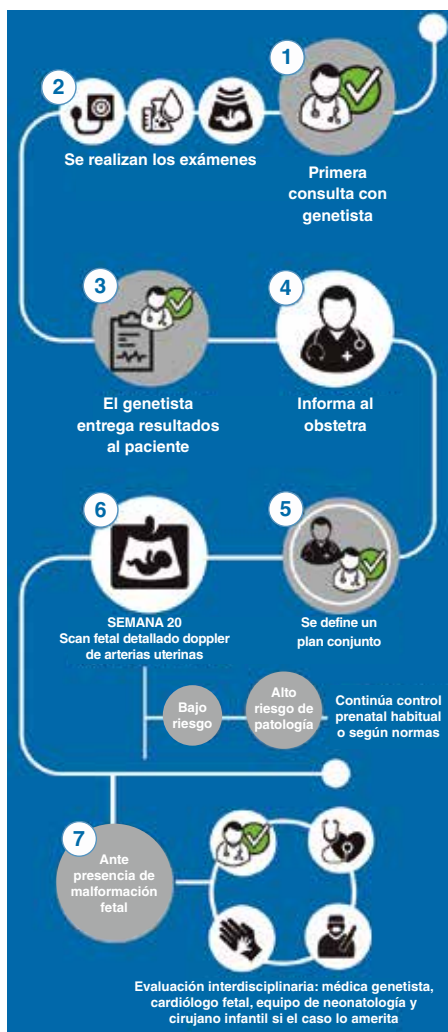 1
Primera
consulta con
genetista
2
Se realizan los exámenes
3
El genetista
entrega resultados
al paciente
4
Informa al
obstetra
5
Se define un
plan conjunto
6
SEMANA 20
Scan fetal detallado doppler
de arterias uterinas
Bajo
riesgo
Alto
riesgo de
patología
Continúa control
prenatal habitual
o según normas
7
Ante
presencia de
malformación
fetal
Evaluación interdisciplinaria: médica genetista,
cardiólogo fetal, equipo de neonatología y
cirujano infantil si el caso lo amerita